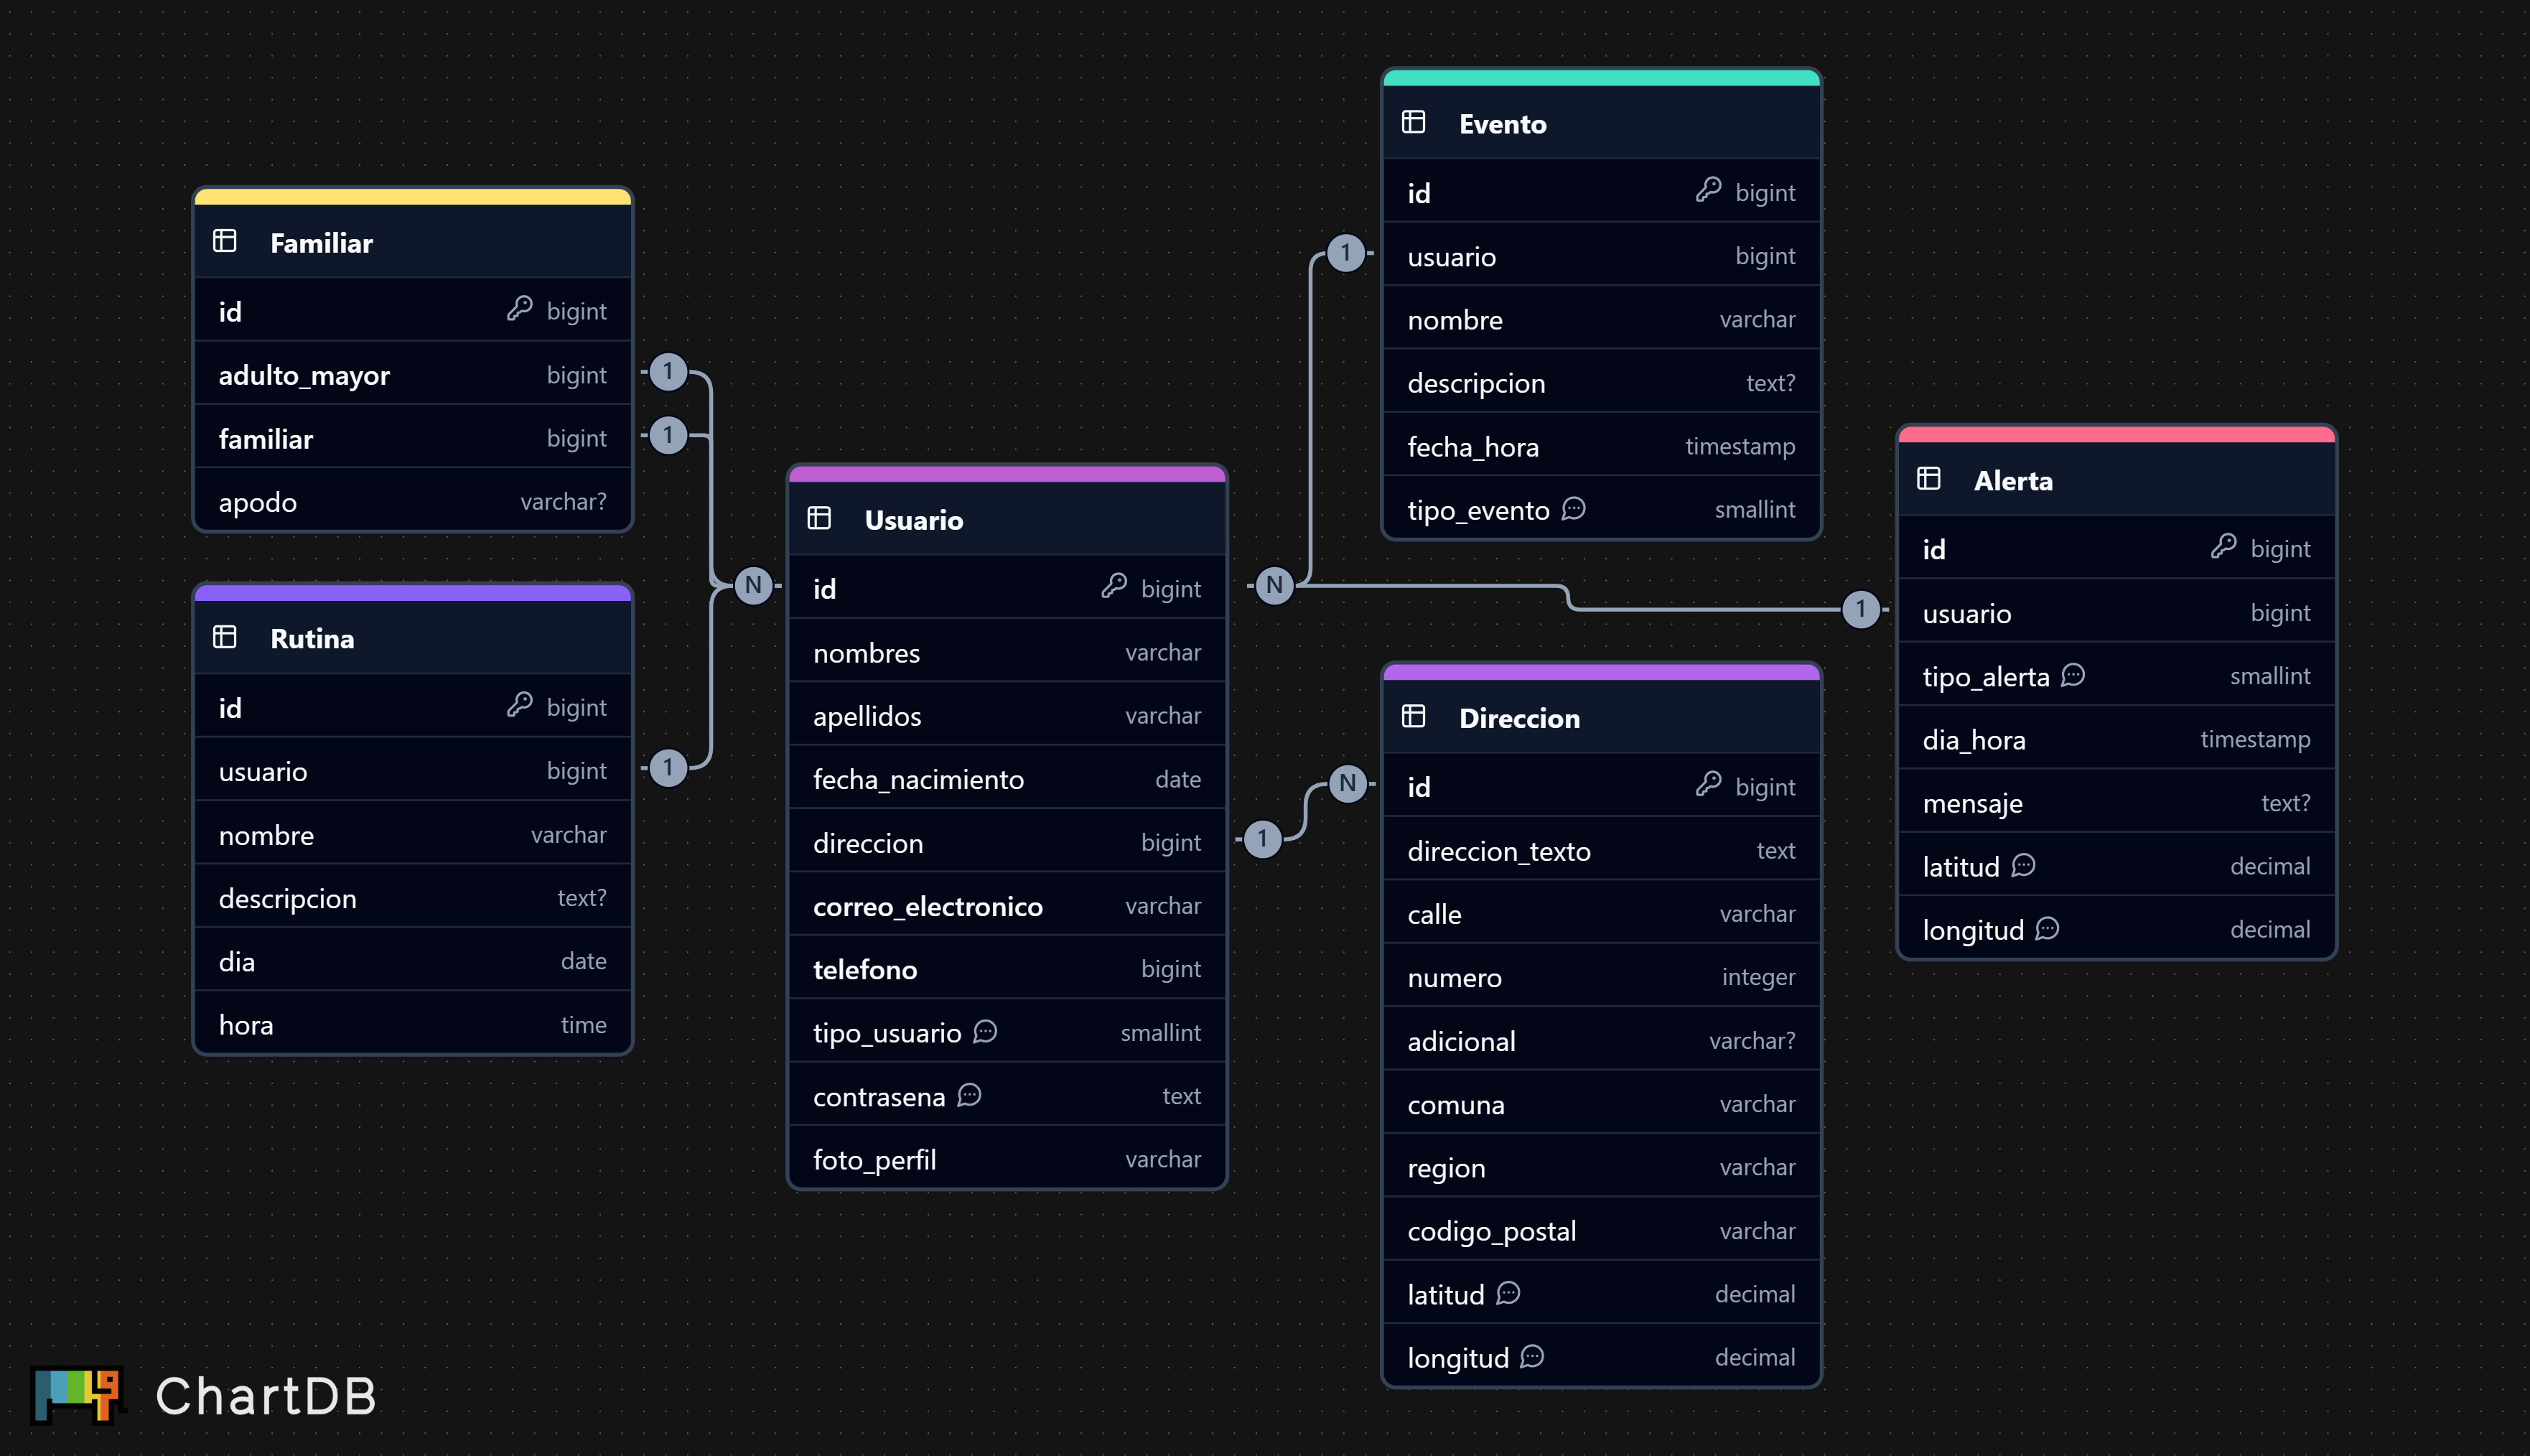 Familiar
id bigint
adulto_mayor bigint
familiar bigint
apodo varchar?
1
1
Rutina
id bigint
usuario bigint
nombre varchar
descripcion text?
dia date
hora time
1
N
Usuario
id bigint
nombres varchar
apellidos varchar
fecha_nacimiento date
direccion bigint
correo_electronico varchar
telefono bigint
tipo_usuario smallint
contrasena text
foto_perfil varchar
N
1
1
N
1
Evento
id bigint
usuario bigint
nombre varchar
descripcion text?
fecha_hora timestamp
tipo_evento smallint
Direccion
id bigint
direccion_texto text
calle varchar
numero integer
adicional varchar?
comuna varchar
region varchar
codigo_postal varchar
latitud decimal
longitud decimal
Alerta
id bigint
usuario bigint
tipo_alerta smallint
dia_hora timestamp
mensaje text?
latitud decimal
longitud decimal
ChartDB